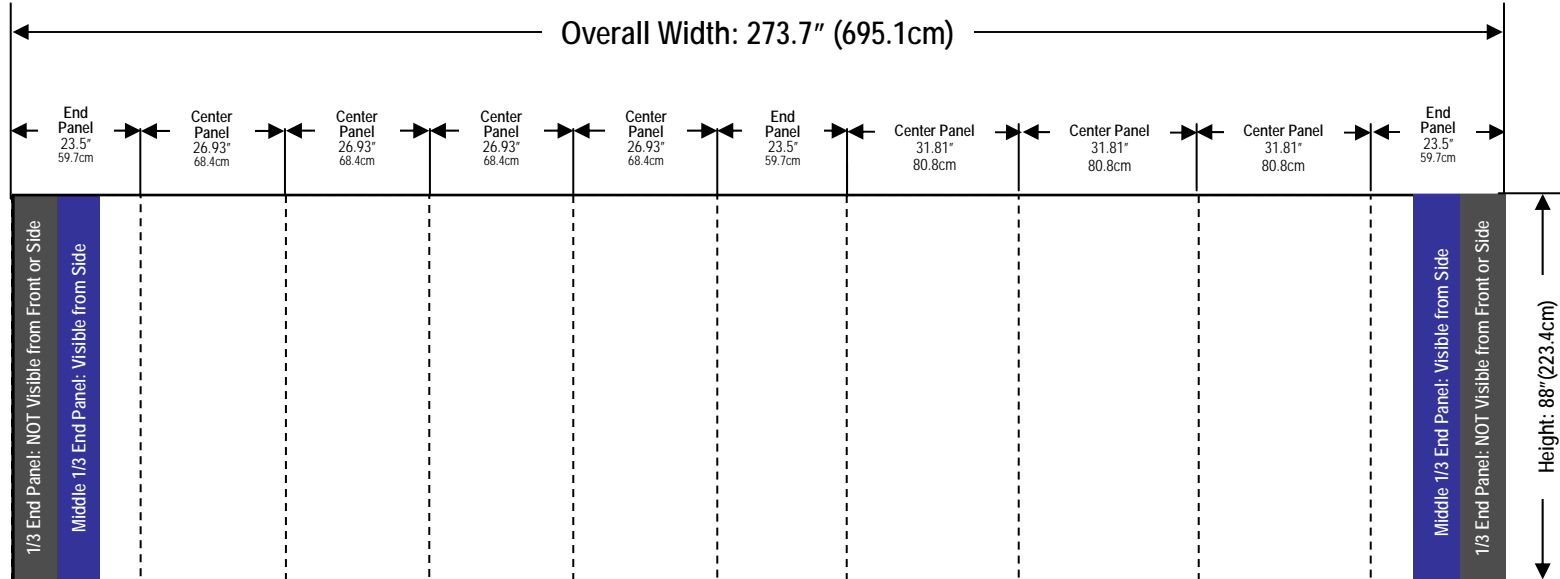 Overall Width: 273.7" (695.1cm)
End
Panel
23.5"
59.7cm
Center
Panel
26.93"
68.4cm
Center
Panel
26.93"
68.4cm
Center
Panel
26.93"
68.4cm
Center
Panel
26.93"
68.4cm
End
Panel
23.5"
59.7cm
Center Panel
31.81"
80.8cm
Center Panel
31.81"
80.8cm
Center Panel
31.81"
80.8cm
End
Panel
23.5"
59.7cm
1/3 End Panel: NOT Visible from Front or Side
Middle 1/3 End Panel: Visible from Side
Middle 1/3 End Panel: Visible from Side
1/3 End Panel: NOT Visible from Front or Side
Height: 88"(223.4cm)